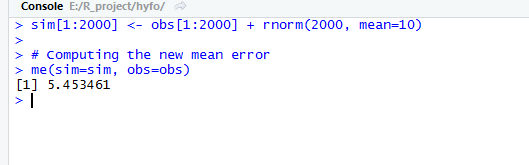 Console E:/R_project/hyfo/
> sim[1:2000] <- obs[1:2000] + rnorm(2000, mean=10)
>
> # Computing the new mean error
> me(sim=sim, obs=obs)
[1] 5.453461
>